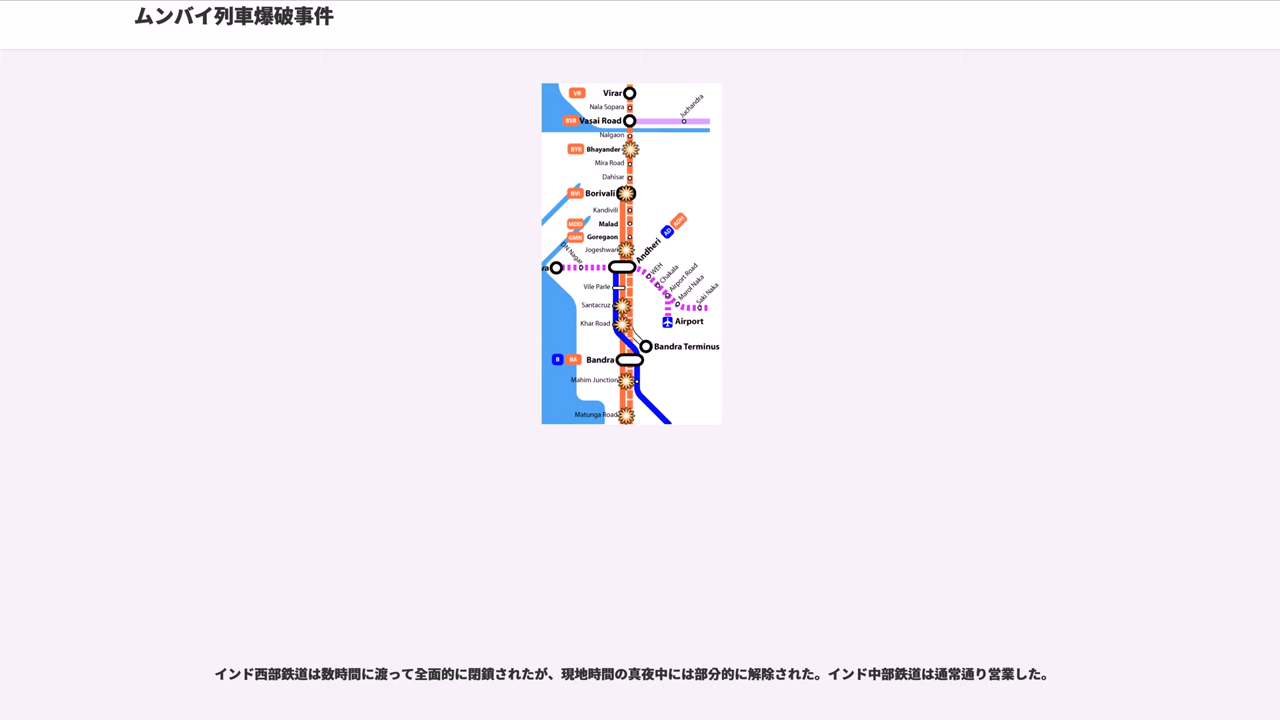 ムンバイ列車爆破事件
VR Virar
Nala Sopara
Juchandra
BSR Vasai Road
Nalgaon
BYR Bhayander
Mira Road
Dahisar
BVI Borivali
Kandivili
MDD Malad
GMN Goregaon
Jogeshwari
AD ADH
Andheri
DN Nagar
va
WEH
Chakala
Airport Road
Marol Naka
Saki Naka
Vile Parle
Santacruz
Khar Road
Airport
Bandra Terminus
B BA Bandra
Mahim Junction
Matunga Road
インド西部鉄道は数時間に渡って全面的に閉鎖されたが、現地時間の真夜中には部分的に解除された。インド中部鉄道は通常通り営業した。